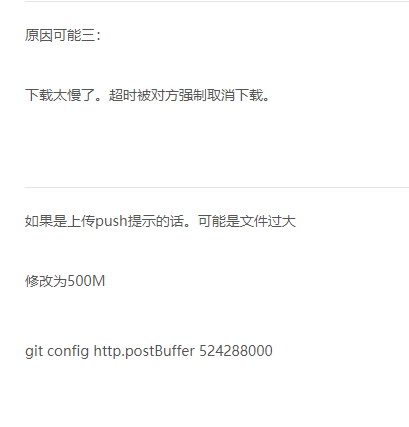 原因可能三：
下载太慢了。超时被对方强制取消下载。
如果是上传push提示的话。可能是文件过大
修改为500M
git config http.postBuffer 524288000